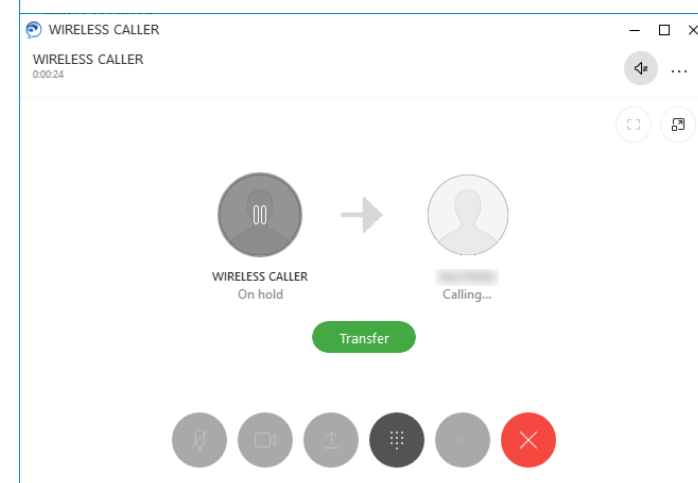 WIRELESS CALLER
WIRELESS CALLER
0:00:24
WIRELESS CALLER
On hold
Calling...
Transfer